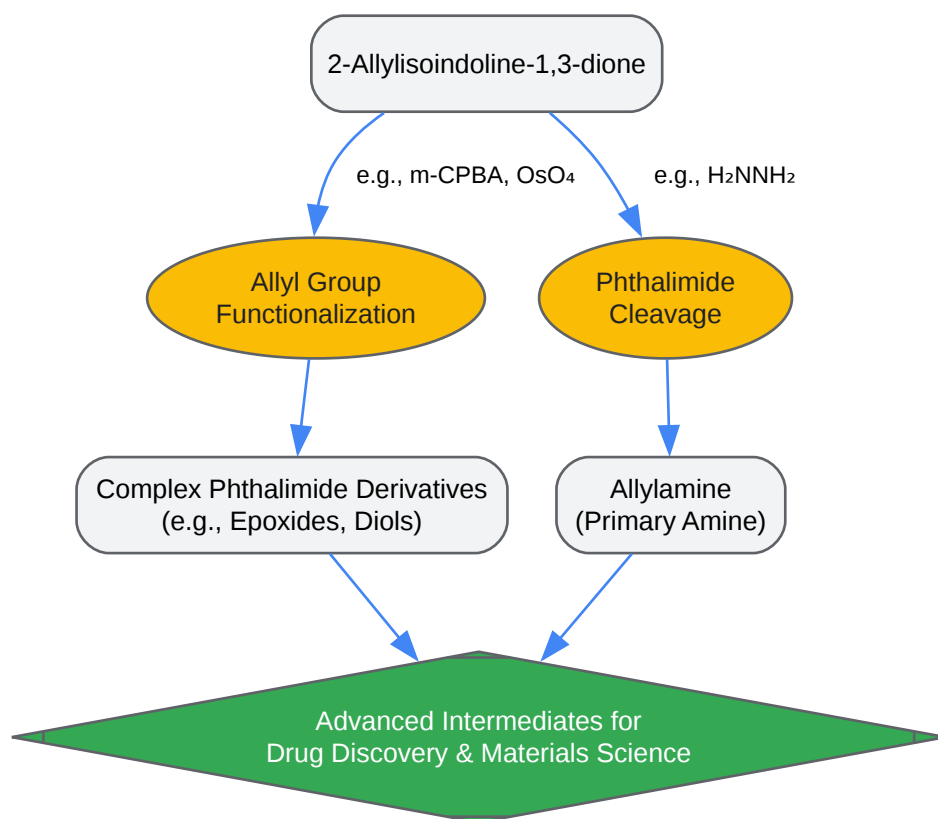 2-Allylisoindoline-1,3-dione
e.g., m-CPBA, OsO₄
e.g., H₂NNH₂
Allyl Group
Functionalization
Phthalimide
Cleavage
Complex Phthalimide Derivatives
(e.g., Epoxides, Diols)
Allylamine
(Primary Amine)
Advanced Intermediates for
Drug Discovery & Materials Science